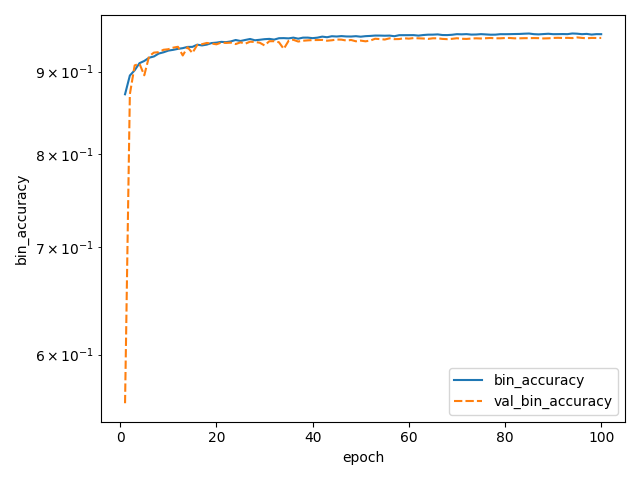 9 × 10⁻¹
8 × 10⁻¹
7 × 10⁻¹
6 × 10⁻¹
bin_accuracy
0 20 40 60 80 100
epoch
bin_accuracy
val_bin_accuracy